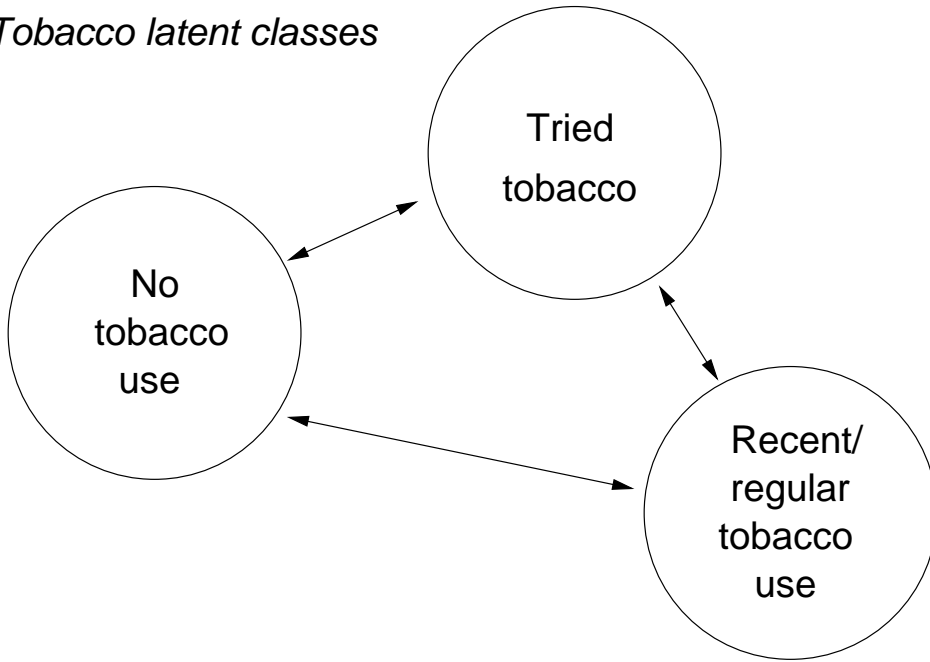 Tobacco latent classes
Tried
tobacco
No
tobacco
use
Recent/
regular
tobacco
use